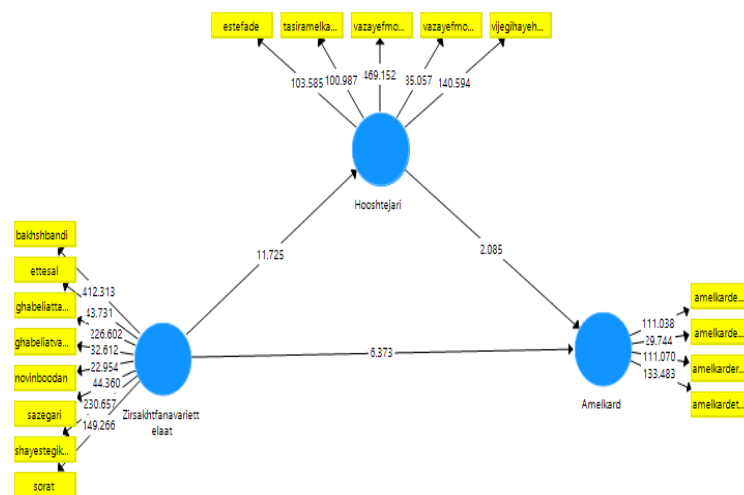 estefade
tasiramelka...
vazayefmo...
vazayefmo...
vijegihayeh...
103.585
100.987
469.152
35.057
140.594
Hooshtejari
11.725
2.085
bakhshbandi
ettesal
ghabeliatta...
ghabeliatva...
novinboodan
sazegari
shayestegik...
sorat
412.313
43.731
226.602
32.612
22.954
44.360
230.657
149.266
Zirsakhtfanavariett
elaat
6.373
Amelkard
111.038
29.744
111.070
133.483
amelkarde...
amelkarde...
amelkarder...
amelkardet...